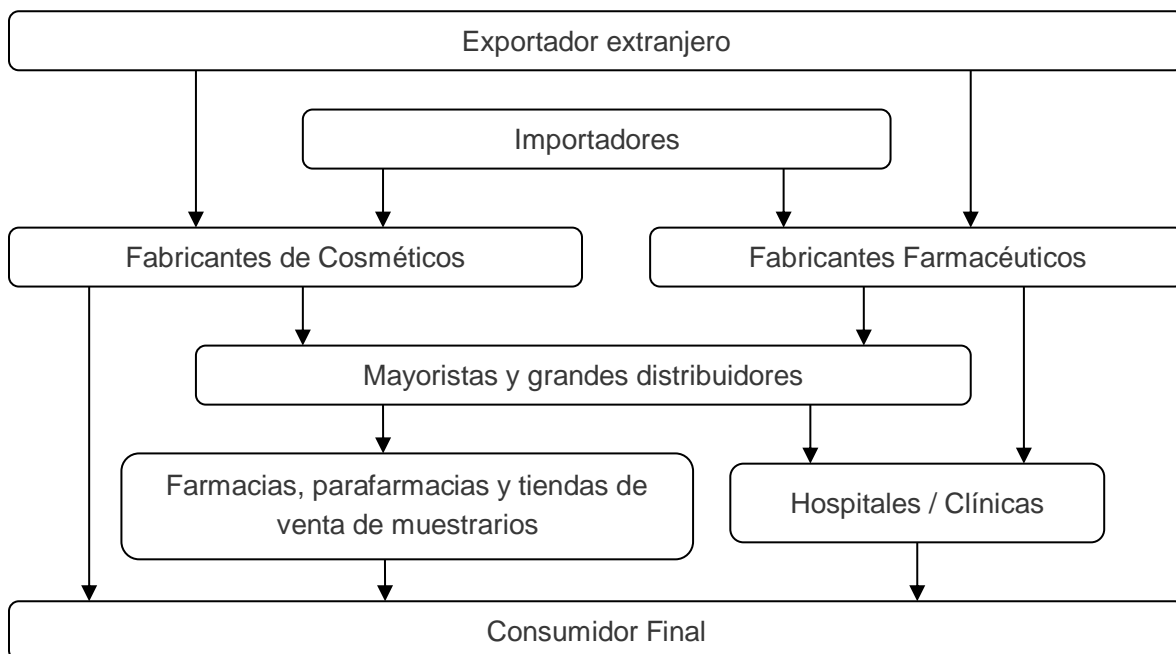 Exportador extranjero
Importadores
Fabricantes de Cosméticos
Fabricantes Farmacéuticos
Mayoristas y grandes distribuidores
Farmacias, parafarmacias y tiendas de
venta de muestrarios
Hospitales / Clínicas
Consumidor Final